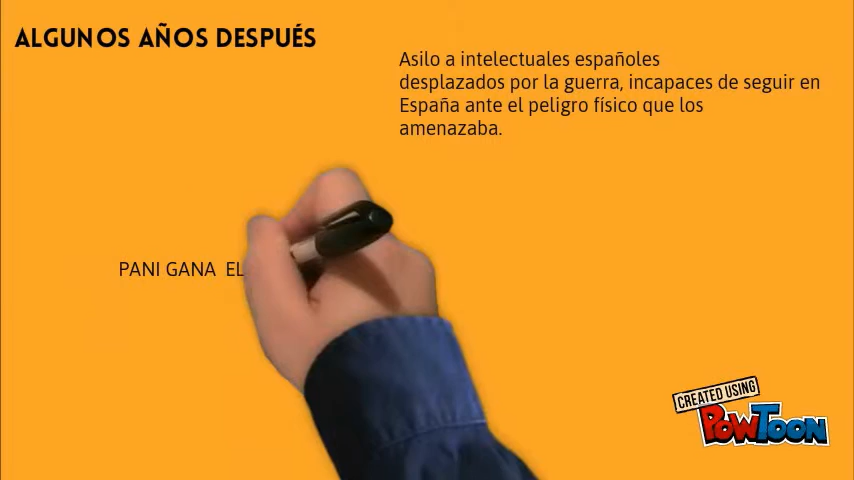 ALGUNOS AÑOS DESPUÉS
Asilo a intelectuales españoles
desplazados por la guerra, incapaces de seguir en
España ante el peligro físico que los
amenazaba.
PANI GANA EL
CREATED USING
POWTOON